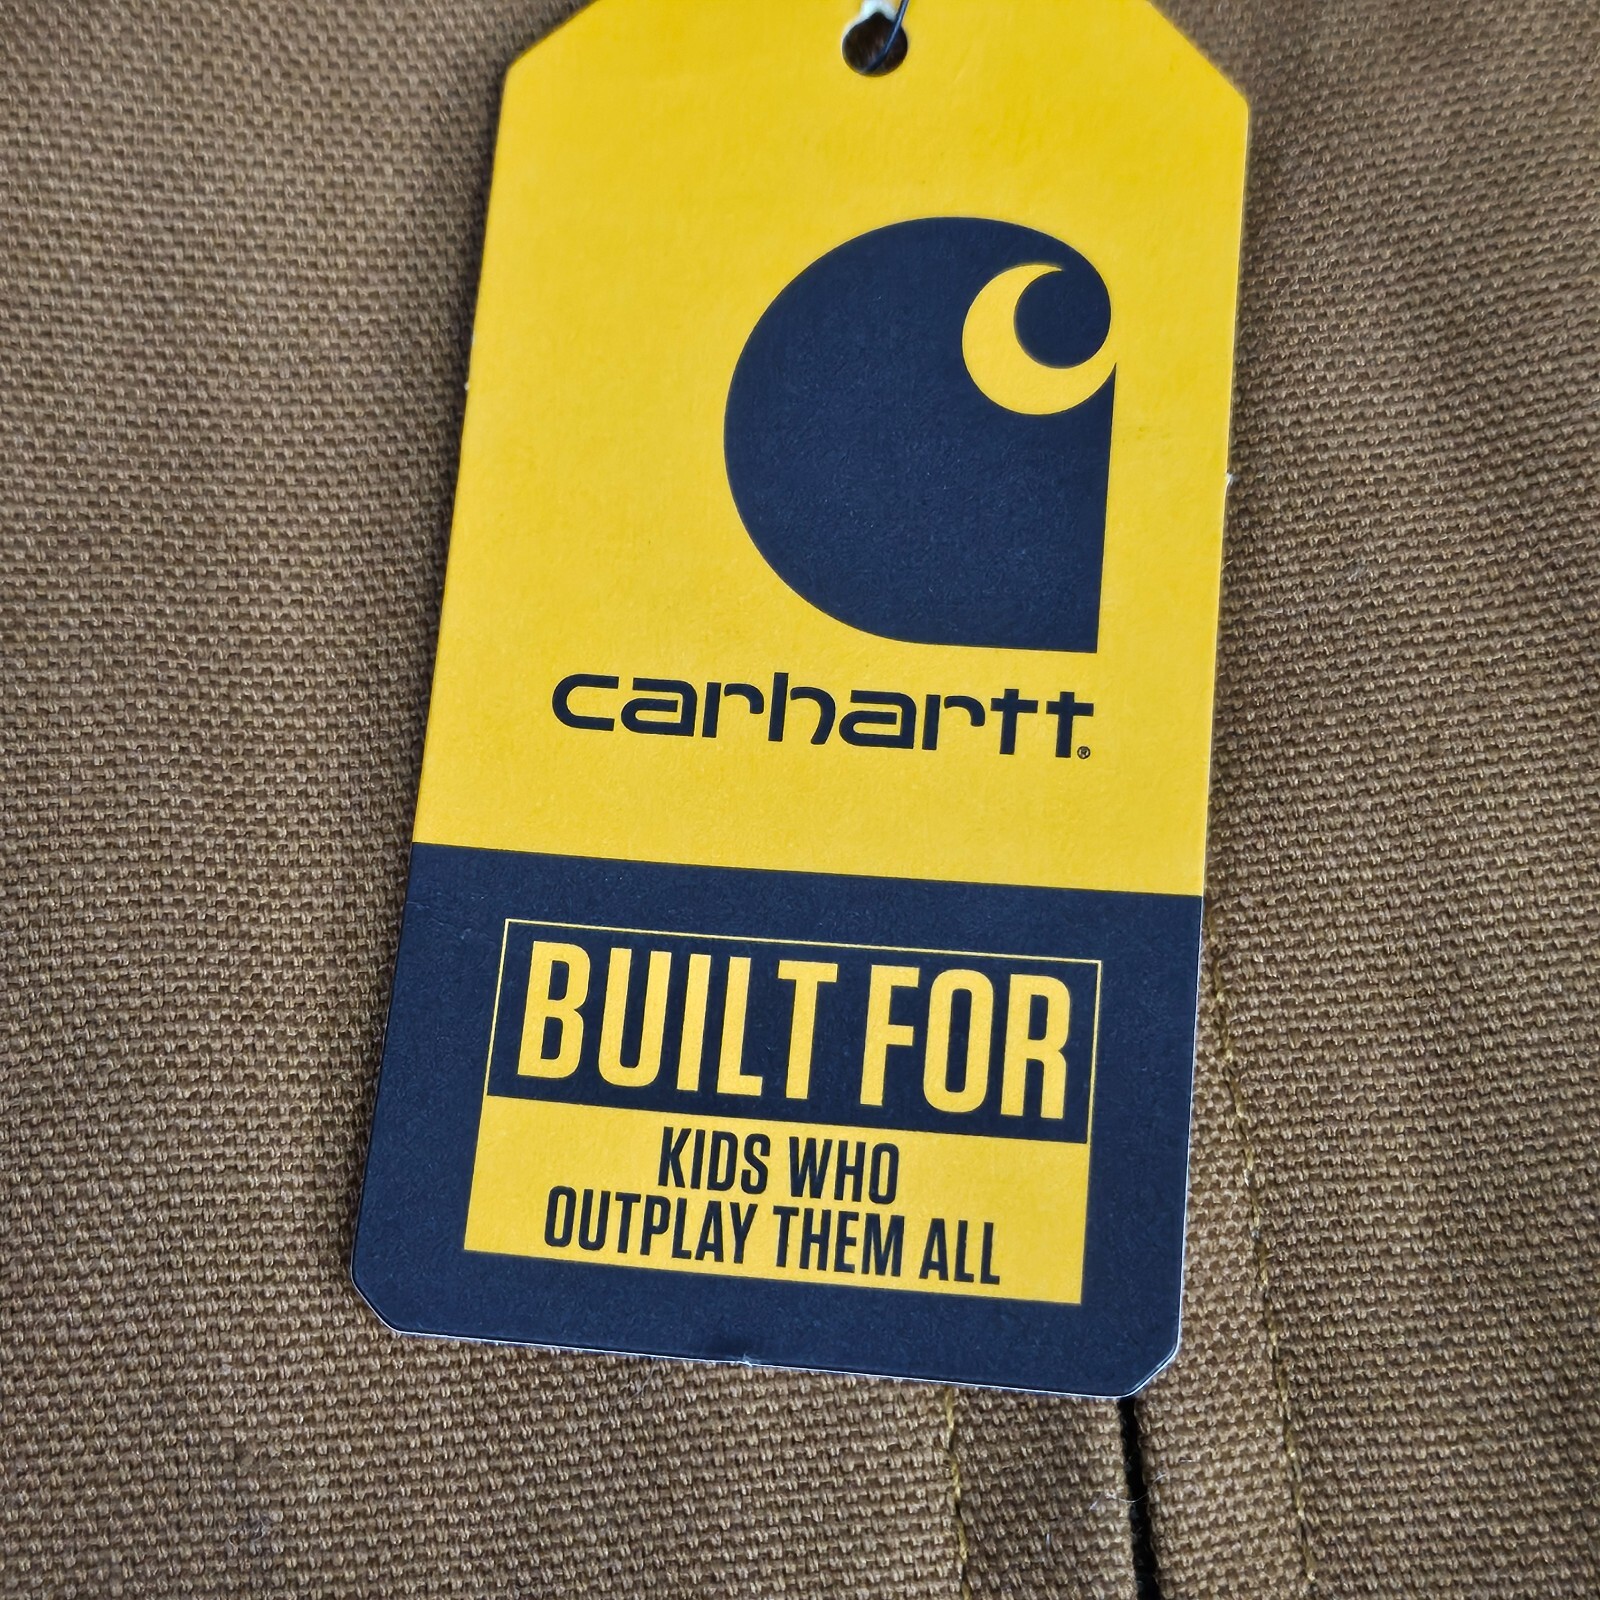 carhartt®
BUILT FOR
KIDS WHO
OUTPLAY THEM ALL